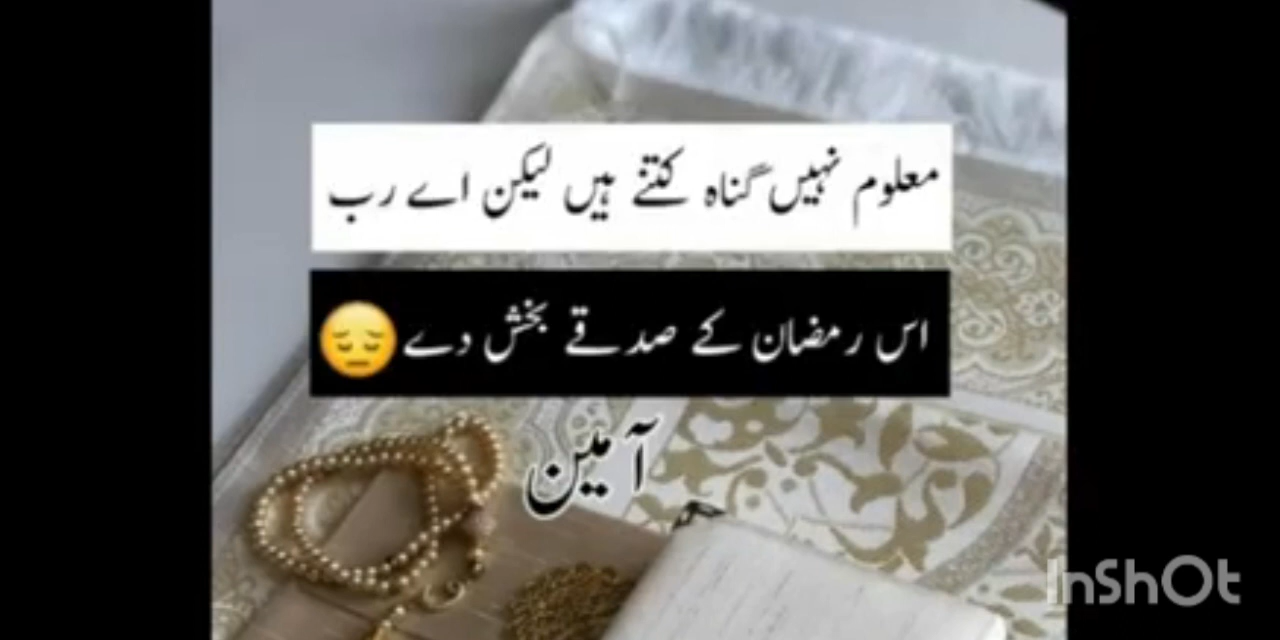 معلوم نہیں گناہ کتنے ہیں لیکن اے رب
اس رمضان کے صدقے بخش دے😔
آمین
InShOt